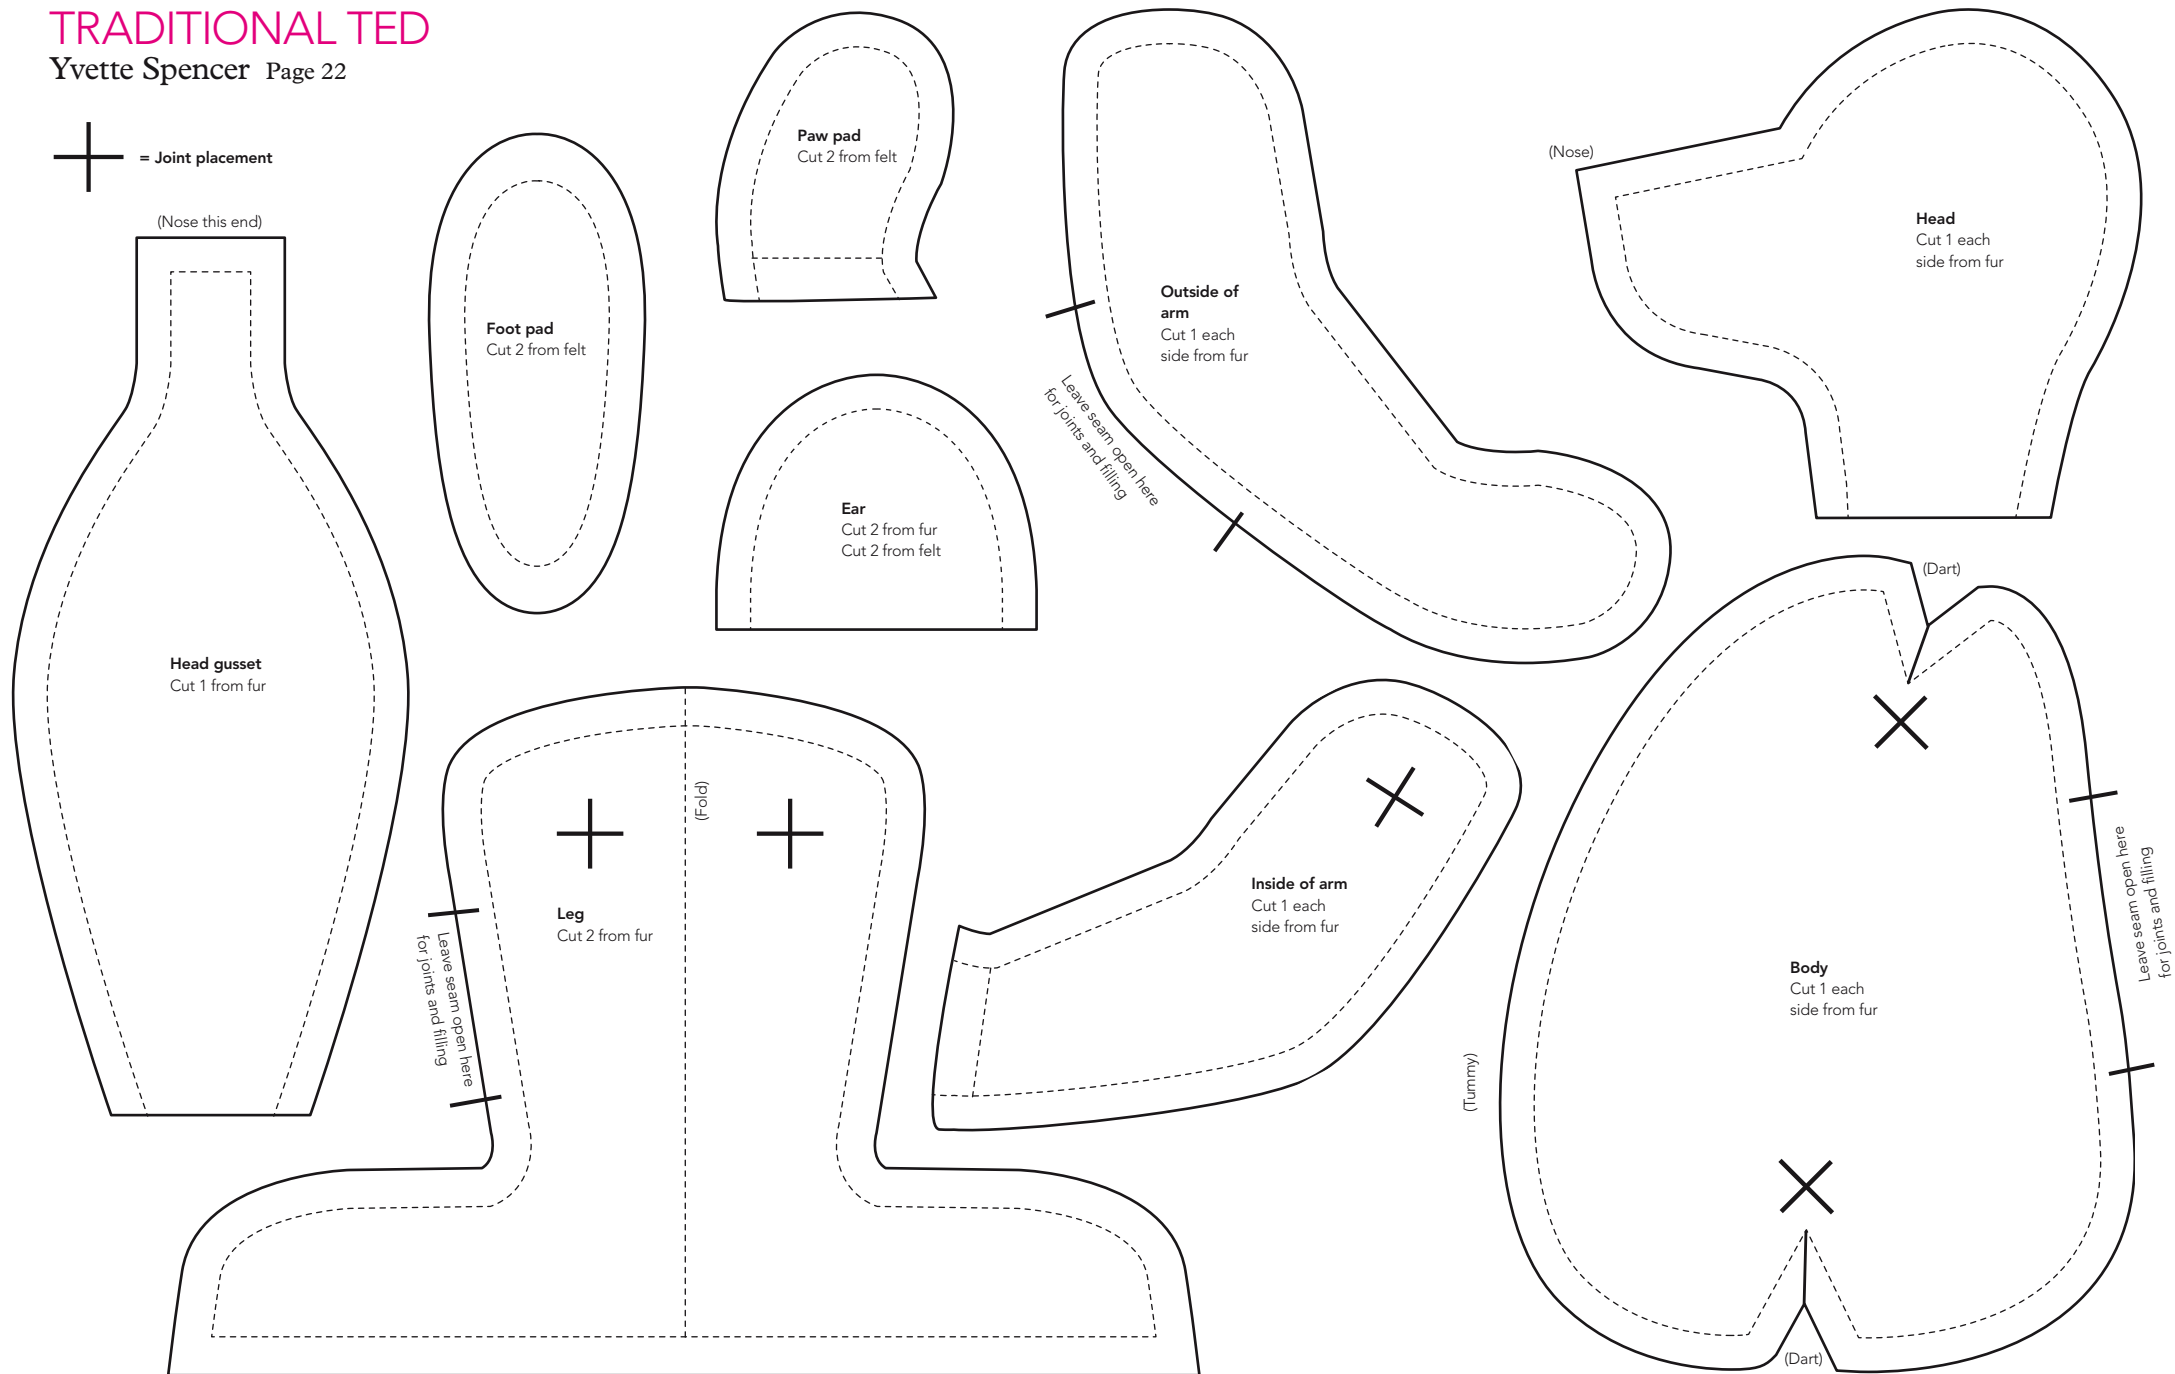 TRADITIONAL TED
Yvette Spencer Page 22
= Joint placement
(Nose this end)
Head gusset
Cut 1 from fur
Foot pad
Cut 2 from felt
Paw pad
Cut 2 from felt
Ear
Cut 2 from fur
Cut 2 from felt
Outside of
arm
Cut 1 each
side from fur
Leave seam open here
for joints and filling
(Nose)
Head
Cut 1 each
side from fur
(Fold)
Leg
Cut 2 from fur
Leave seam open here
for joints and filling
Inside of arm
Cut 1 each
side from fur
(Dart)
Body
Cut 1 each
side from fur
Leave seam open here
for joints and filling
(Tummy)
(Dart)